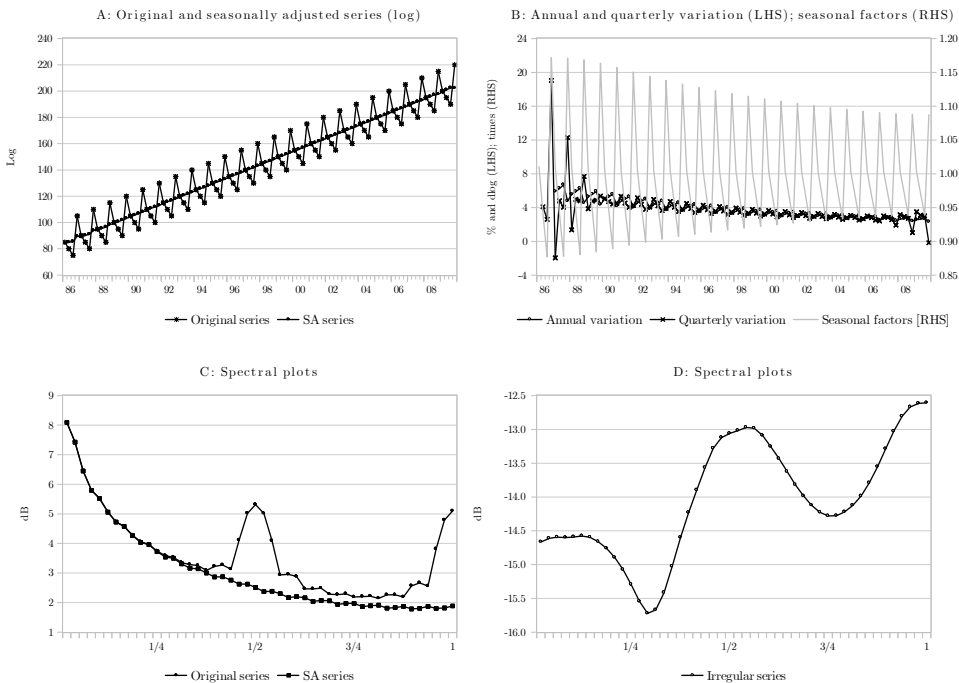 A: Original and seasonally adjusted series (log)
Log
240
220
200
180
160
140
120
100
80
60
86 88 90 92 94 96 98 00 02 04 06 08
Original series SA series
B: Annual and quarterly variation (LHS); seasonal factors (RHS)
% and dlog (LHS); times (RHS)
24
20
16
12
8
4
0
-4
1.20
1.15
1.10
1.05
1.00
0.95
0.90
0.85
86 88 90 92 94 96 98 00 02 04 06 08
Annual variation Quarterly variation Seasonal factors [RHS]
C: Spectral plots
dB
9
8
7
6
5
4
3
2
1
1/4 1/2 3/4 1
Original series SA series
D: Spectral plots
dB
-12.5
-13.0
-13.5
-14.0
-14.5
-15.0
-15.5
-16.0
1/4 1/2 3/4 1
Irregular series